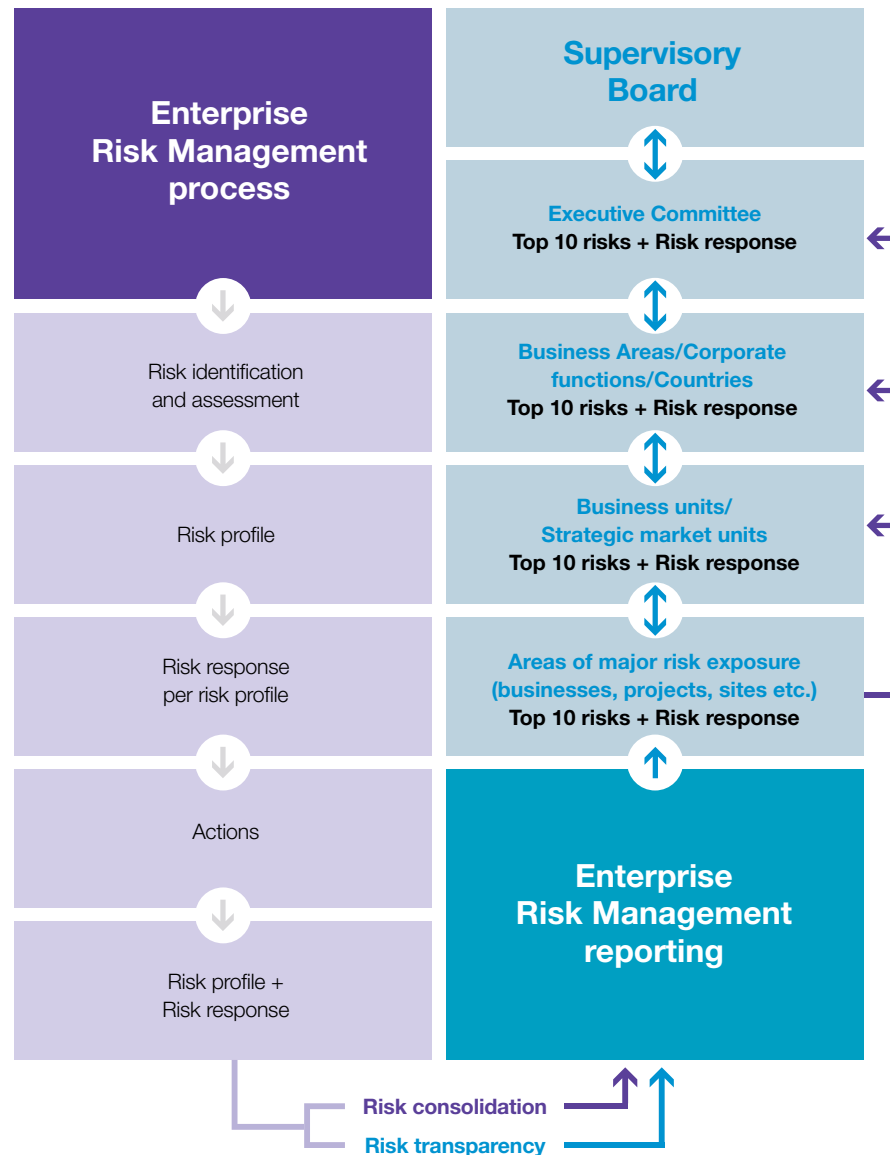 Enterprise
Risk Management
process
Risk identification
and assessment
Risk profile
Risk response
per risk profile
Actions
Risk profile +
Risk response
Supervisory
Board
Executive Committee
Top 10 risks + Risk response
Business Areas/Corporate
functions/Countries
Top 10 risks + Risk response
Business units/
Strategic market units
Top 10 risks + Risk response
Areas of major risk exposure
(businesses, projects, sites etc.)
Top 10 risks + Risk response
Enterprise
Risk Management
reporting
Risk consolidation
Risk transparency